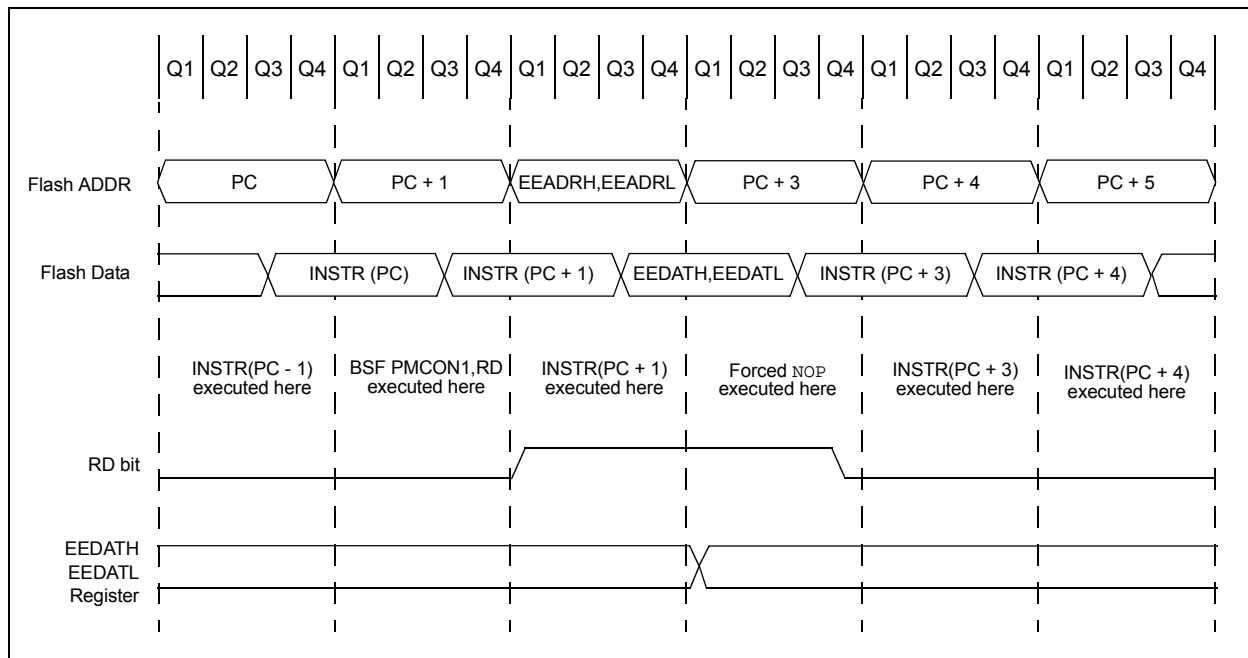 Q1 Q2 Q3 Q4 Q1 Q2 Q3 Q4 Q1 Q2 Q3 Q4 Q1 Q2 Q3 Q4 Q1 Q2 Q3 Q4 Q1 Q2 Q3 Q4
Flash ADDR PC PC + 1 EEADRH,EEADRL PC + 3 PC + 4 PC + 5
Flash Data INSTR (PC) INSTR (PC + 1) EEDATH,EEDATL INSTR (PC + 3) INSTR (PC + 4)
INSTR(PC - 1) BSF PMCON1,RD INSTR(PC + 1) Forced NOP INSTR(PC + 3) INSTR(PC + 4)
executed here executed here executed here executed here executed here executed here
RD bit
EEDATH
EEDATL
Register